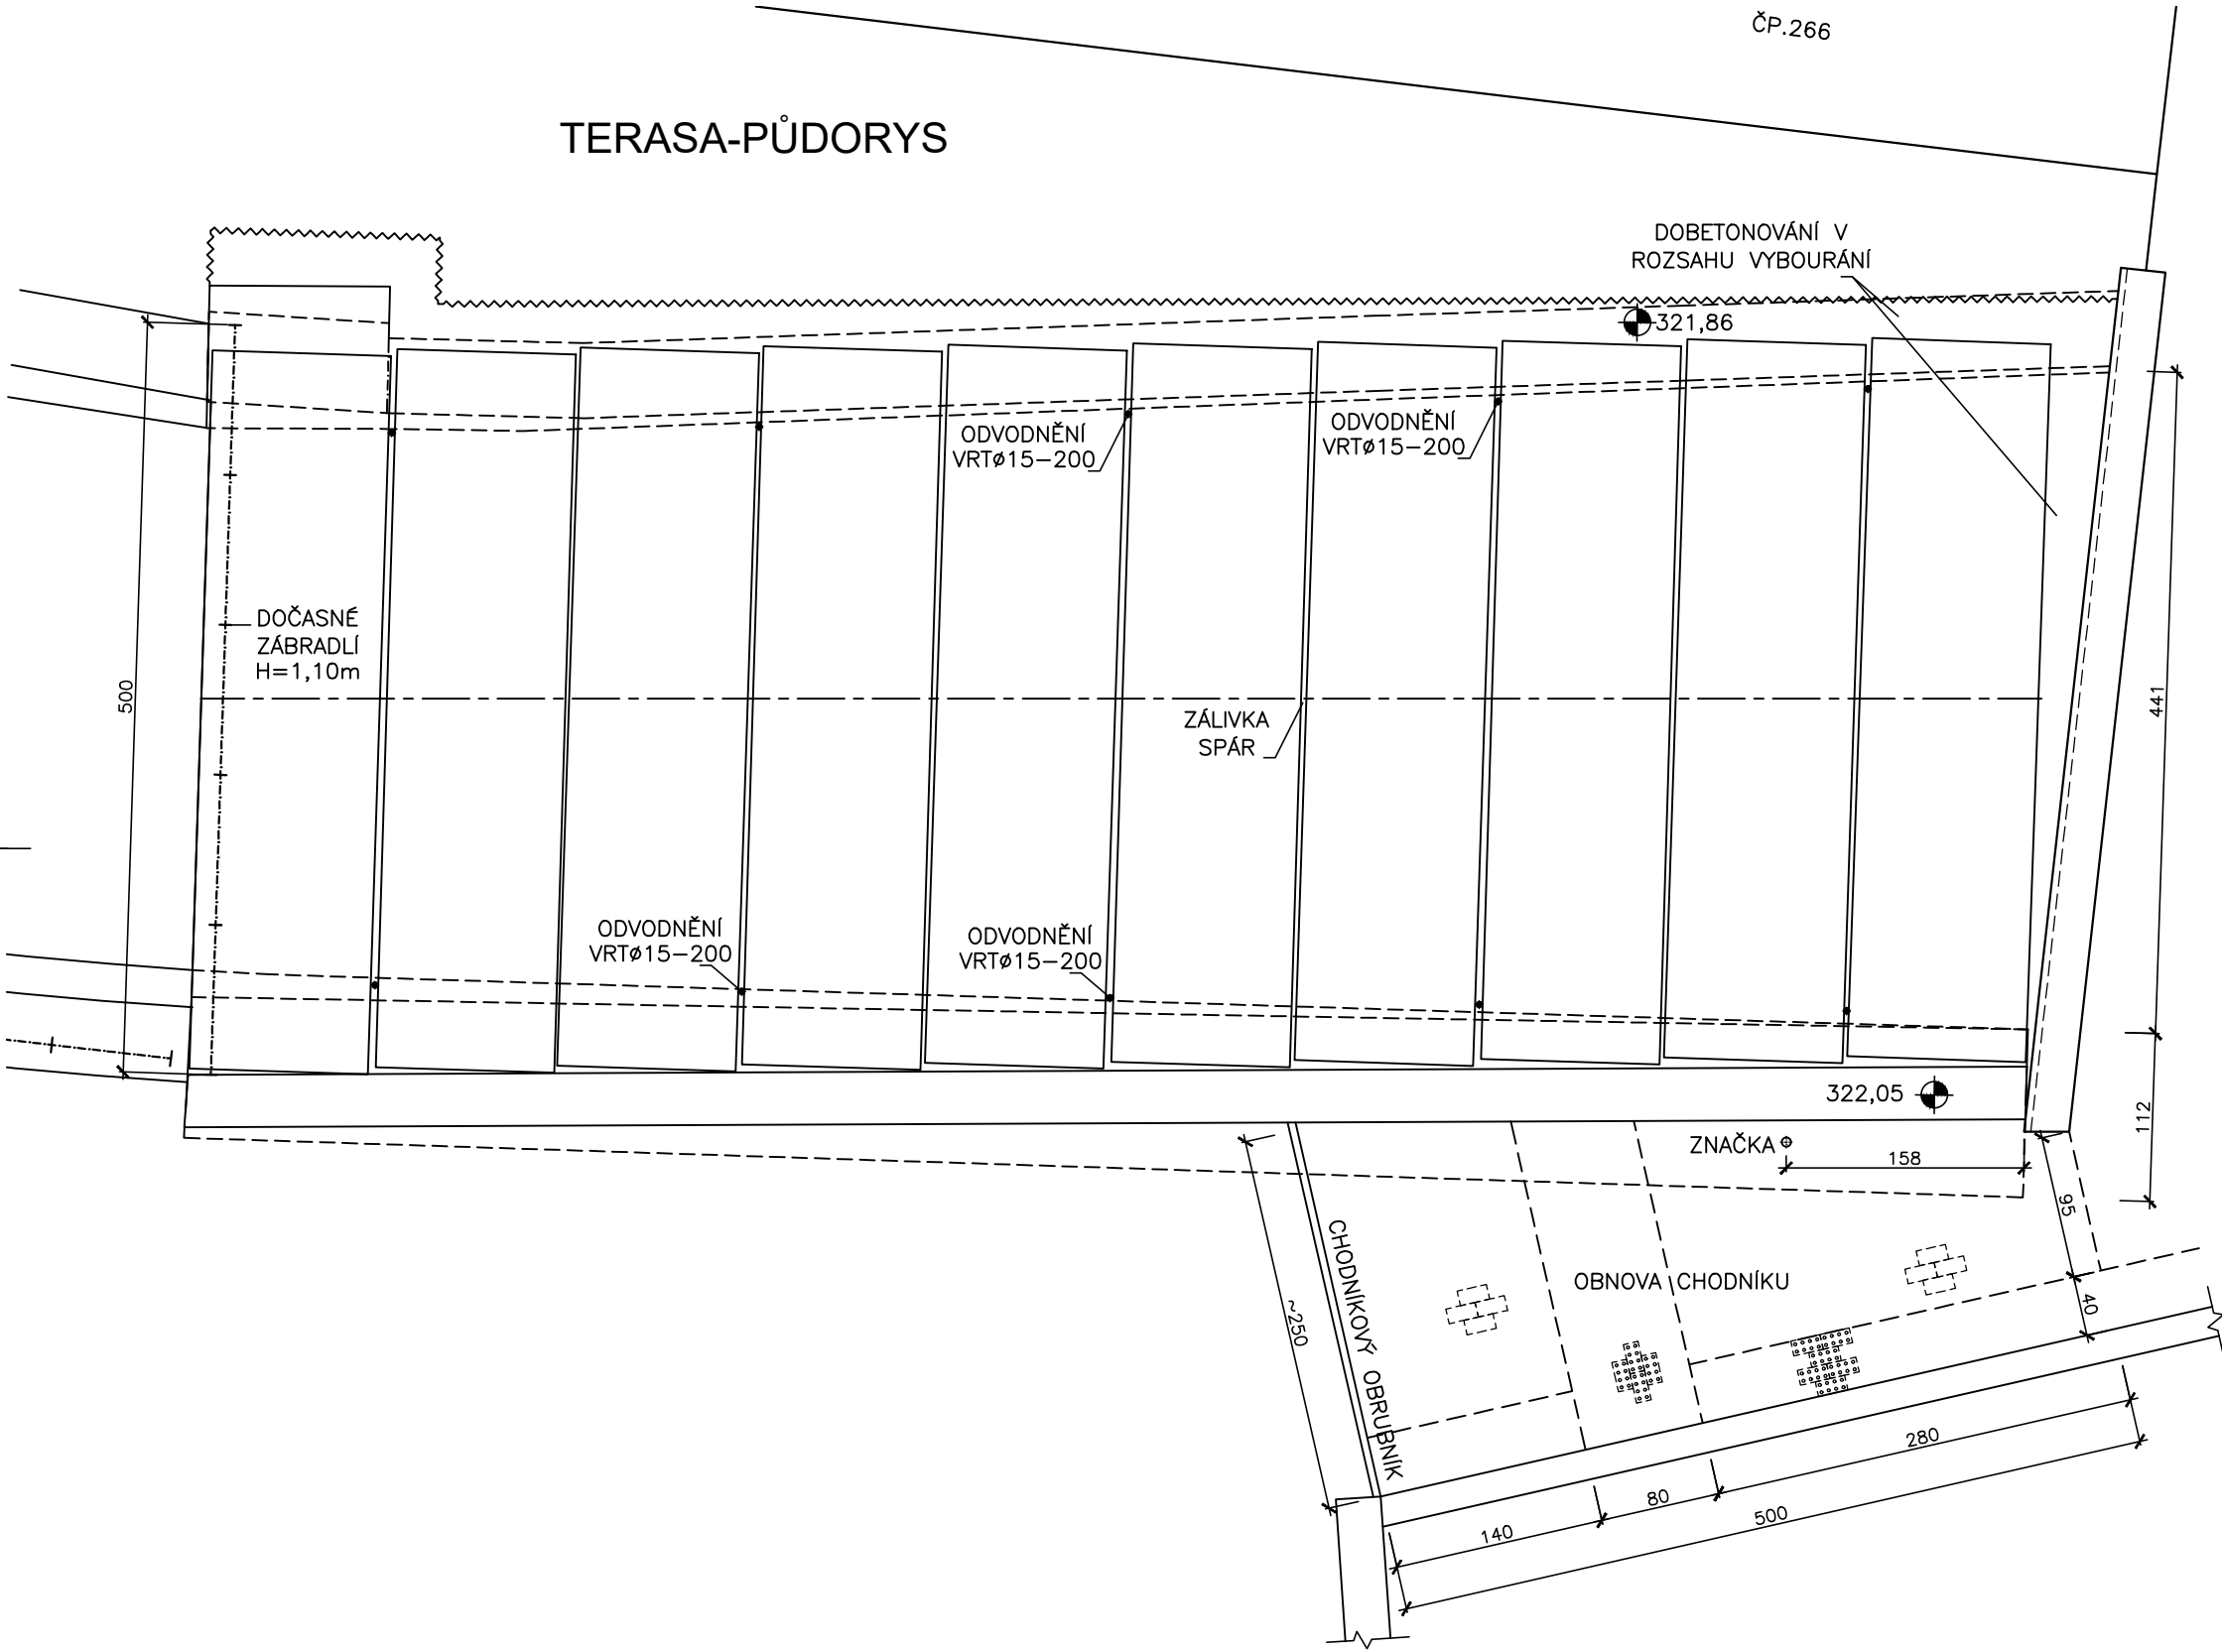 ČP.266
TERASA-PŮDORYS
DOBETONOVÁNÍ V
ROZSAHU VYBOURÁNÍ
321,86
ODVODNĚNÍ
VRTø15-200
ODVODNĚNÍ
VRTø15-200
DOČASNÉ
ZÁBRADLÍ
H=1,10m
500
441
ZÁLIVKA
SPÁR
ODVODNĚNÍ
VRTø15-200
ODVODNĚNÍ
VRTø15-200
322,05
112
ZNAČKA
158
95
CHODNÍKOVÝ OBRUBNÍK
OBNOVA CHODNÍKU
~250
40
280
80
140
500